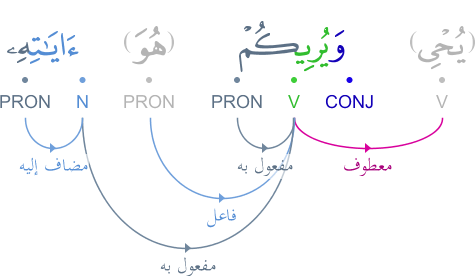 (يُحْىِ) وَيُرِيكُمْ (هُوَ) ءَايَـٰتِهِۦ
V CONJ V PRON PRON N PRON
معطوف مفعول به مضاف إليه
فاعل
مفعول به